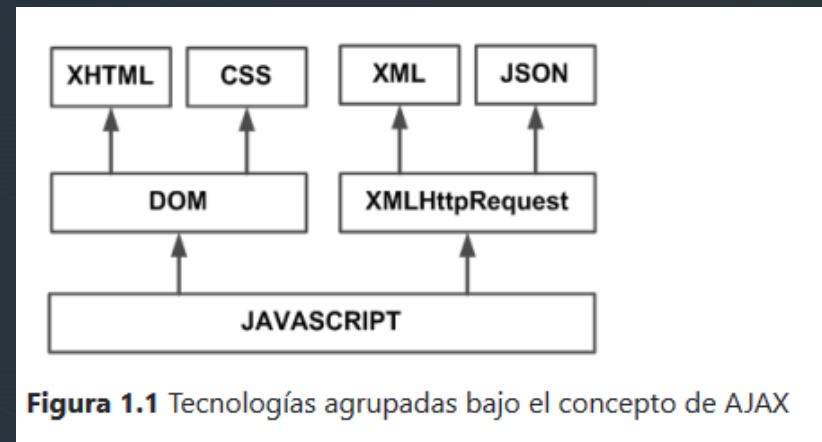 XHTML CSS XML JSON
DOM XMLHttpRequest
JAVASCRIPT
Figura 1.1 Tecnologías agrupadas bajo el concepto de AJAX